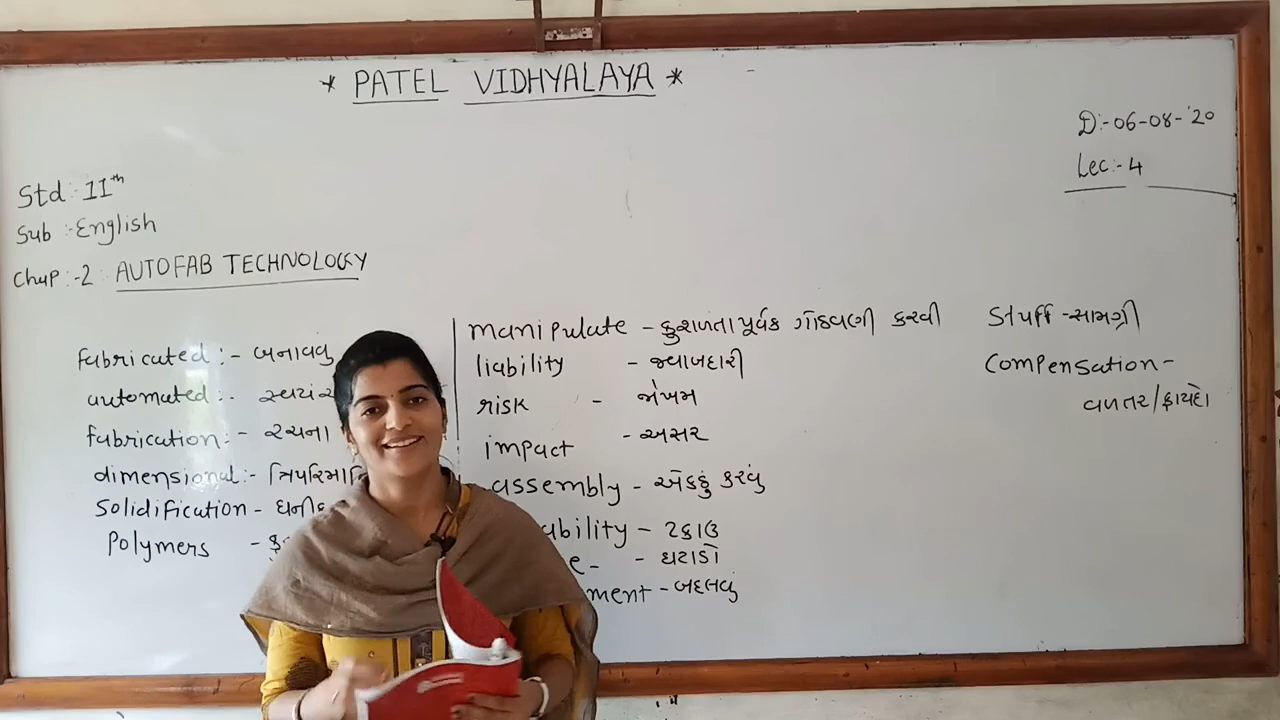 * PATEL VIDHYALAYA *
D:-06-08-'20
Lec:-4
Std:-11th
Sub:-English
Chap:-2: AUTOFAB TECHNOLOGY
fabricated:- બનાવવુ
automated:-
fabrication:- રચના
dimensional:-
Solidification -
Polymers -
manipulate - કુશળતાપૂર્વક ગોઠવણી કરવી
liability - જવાબદારી
risk - જોખમ
impact - અસર
assembly - એકઠું કરવું
ability - ટકાઉ
e- - ઘટાડો
ment - બદલવું
Stuff - સામગ્રી
Compensation -
વળતર/ફાયદો